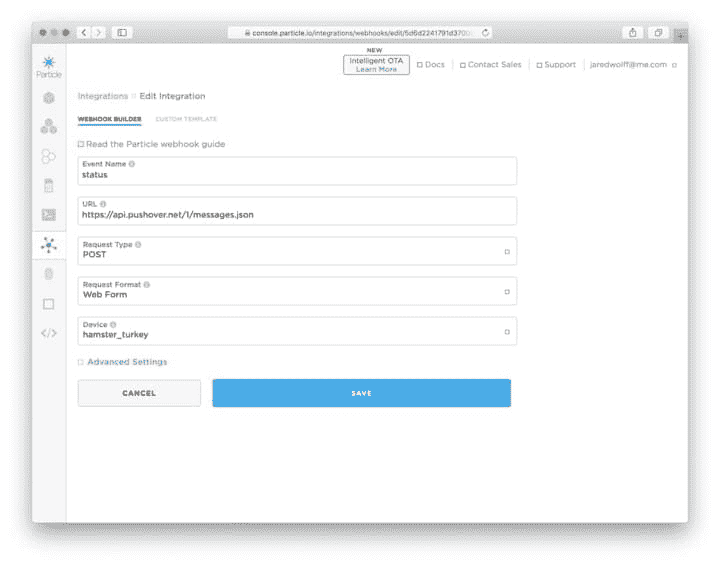 console.particle.io/integrations/webhooks/edit/5d6d2241791d3700
NEW
Intelligent OTA
Learn More
Docs
Contact Sales
Support
jaredwolff@me.com
Particle
Integrations
Edit Integration
WEBHOOK BUILDER
CUSTOM TEMPLATE
Read the Particle webhook guide
Event Name
status
URL
https://api.pushover.net/1/messages.json
Request Type
POST
Request Format
Web Form
Device
hamster_turkey
Advanced Settings
CANCEL
SAVE